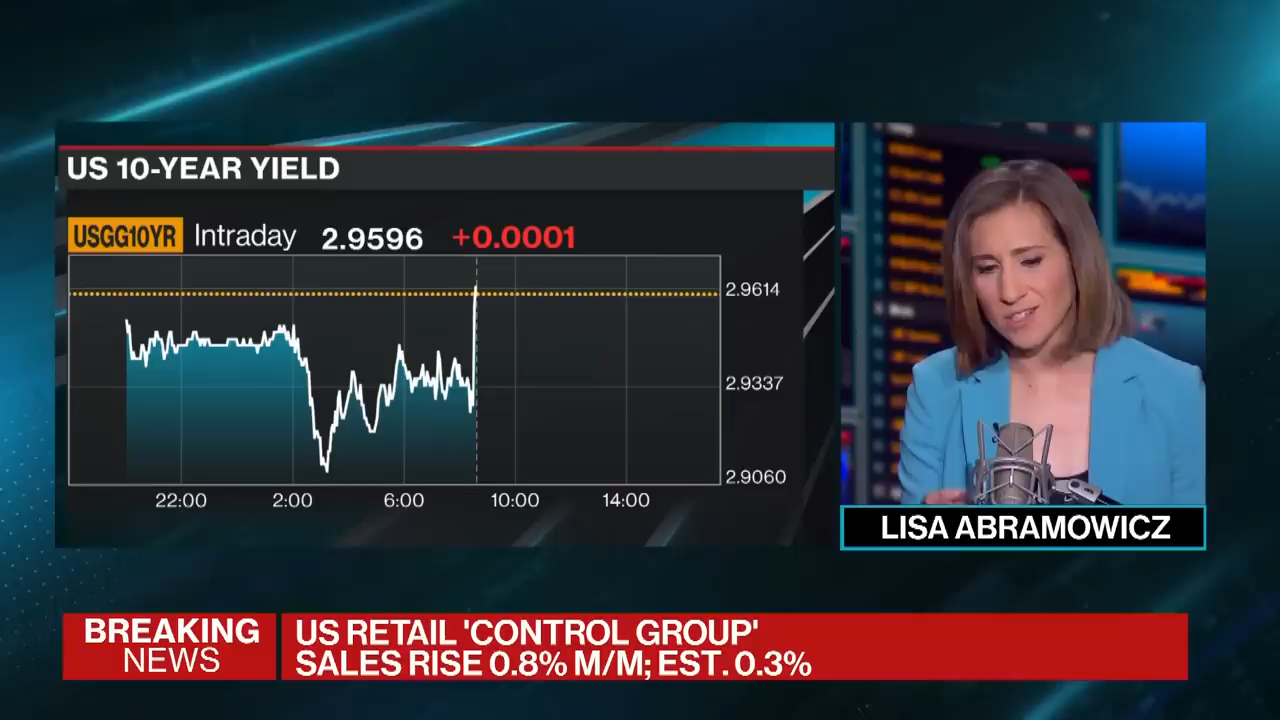 US 10-YEAR YIELD
USGG10YR Intraday 2.9596 +0.0001
2.9614
2.9337
2.9060
22:00 2:00 6:00 10:00 14:00
LISA ABRAMOWICZ
BREAKING
NEWS
US RETAIL 'CONTROL GROUP'
SALES RISE 0.8% M/M; EST. 0.3%